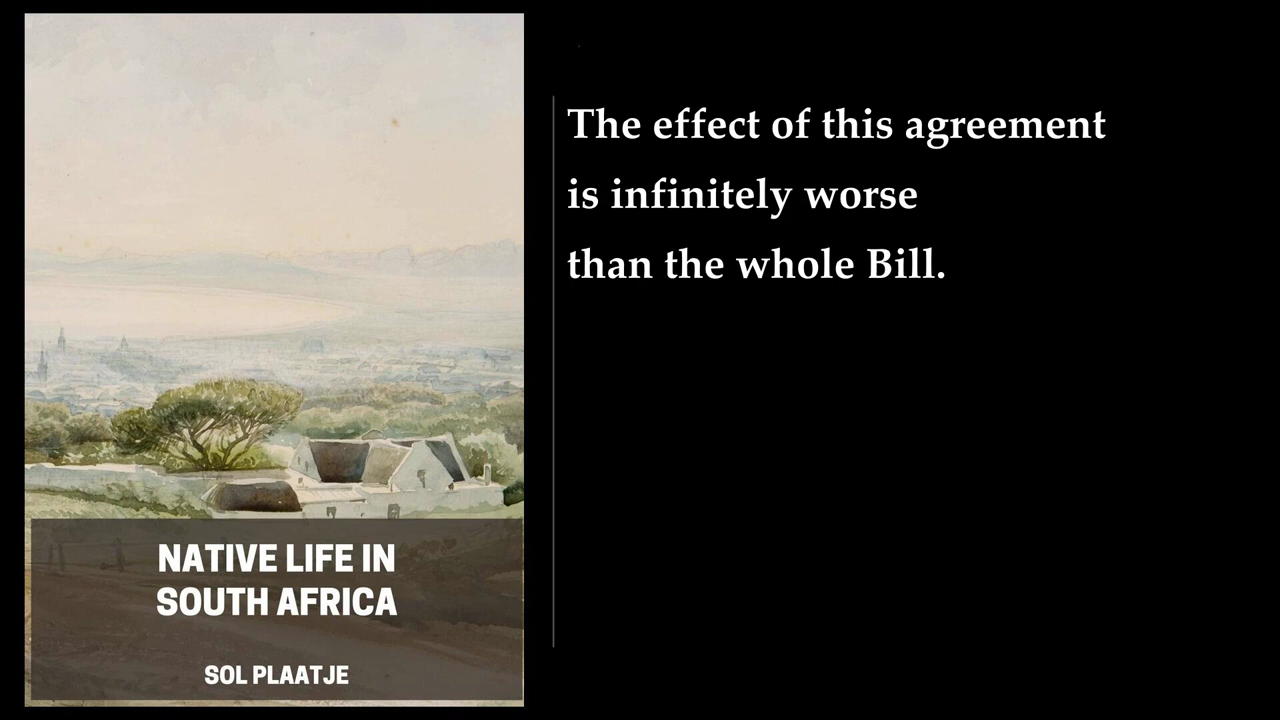 The effect of this agreement
is infinitely worse
than the whole Bill.
NATIVE LIFE IN
SOUTH AFRICA
SOL PLAATJE